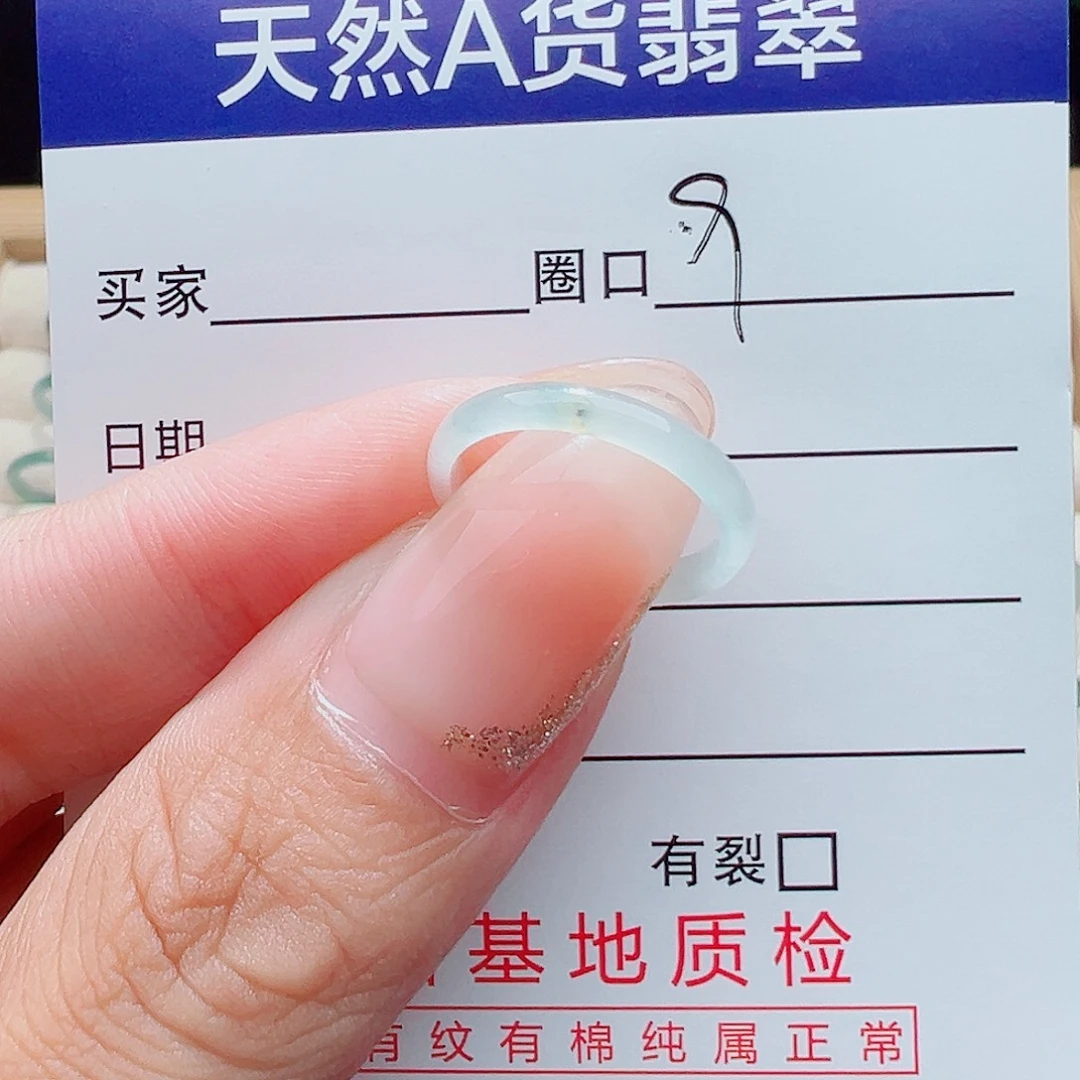 天然A货翡翠
买家 圈口
日期
有裂
基地质检
有纹有棉纯属正常